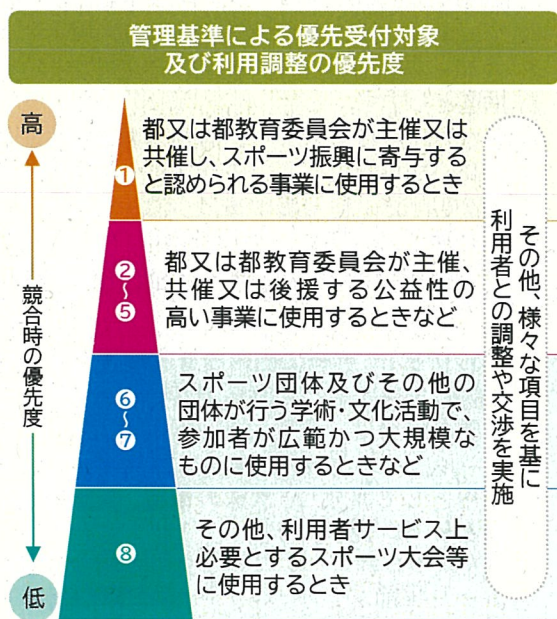 管理基準による優先受付対象
及び利用調整の優先度
高
競合時の優先度
低
❶
都又は都教育委員会が主催又は
共催し、スポーツ振興に寄与する
と認められる事業に使用するとき
❷
〜
❺
都又は都教育委員会が主催、
共催又は後援する公益性の
高い事業に使用するときなど
❻
〜
❼
スポーツ団体及びその他の
団体が行う学術・文化活動で、
参加者が広範かつ大規模な
ものに使用するときなど
❽
その他、利用者サービス上
必要とするスポーツ大会等
に使用するとき
その他、様々な項目を基に
利用者との調整や交渉を実施